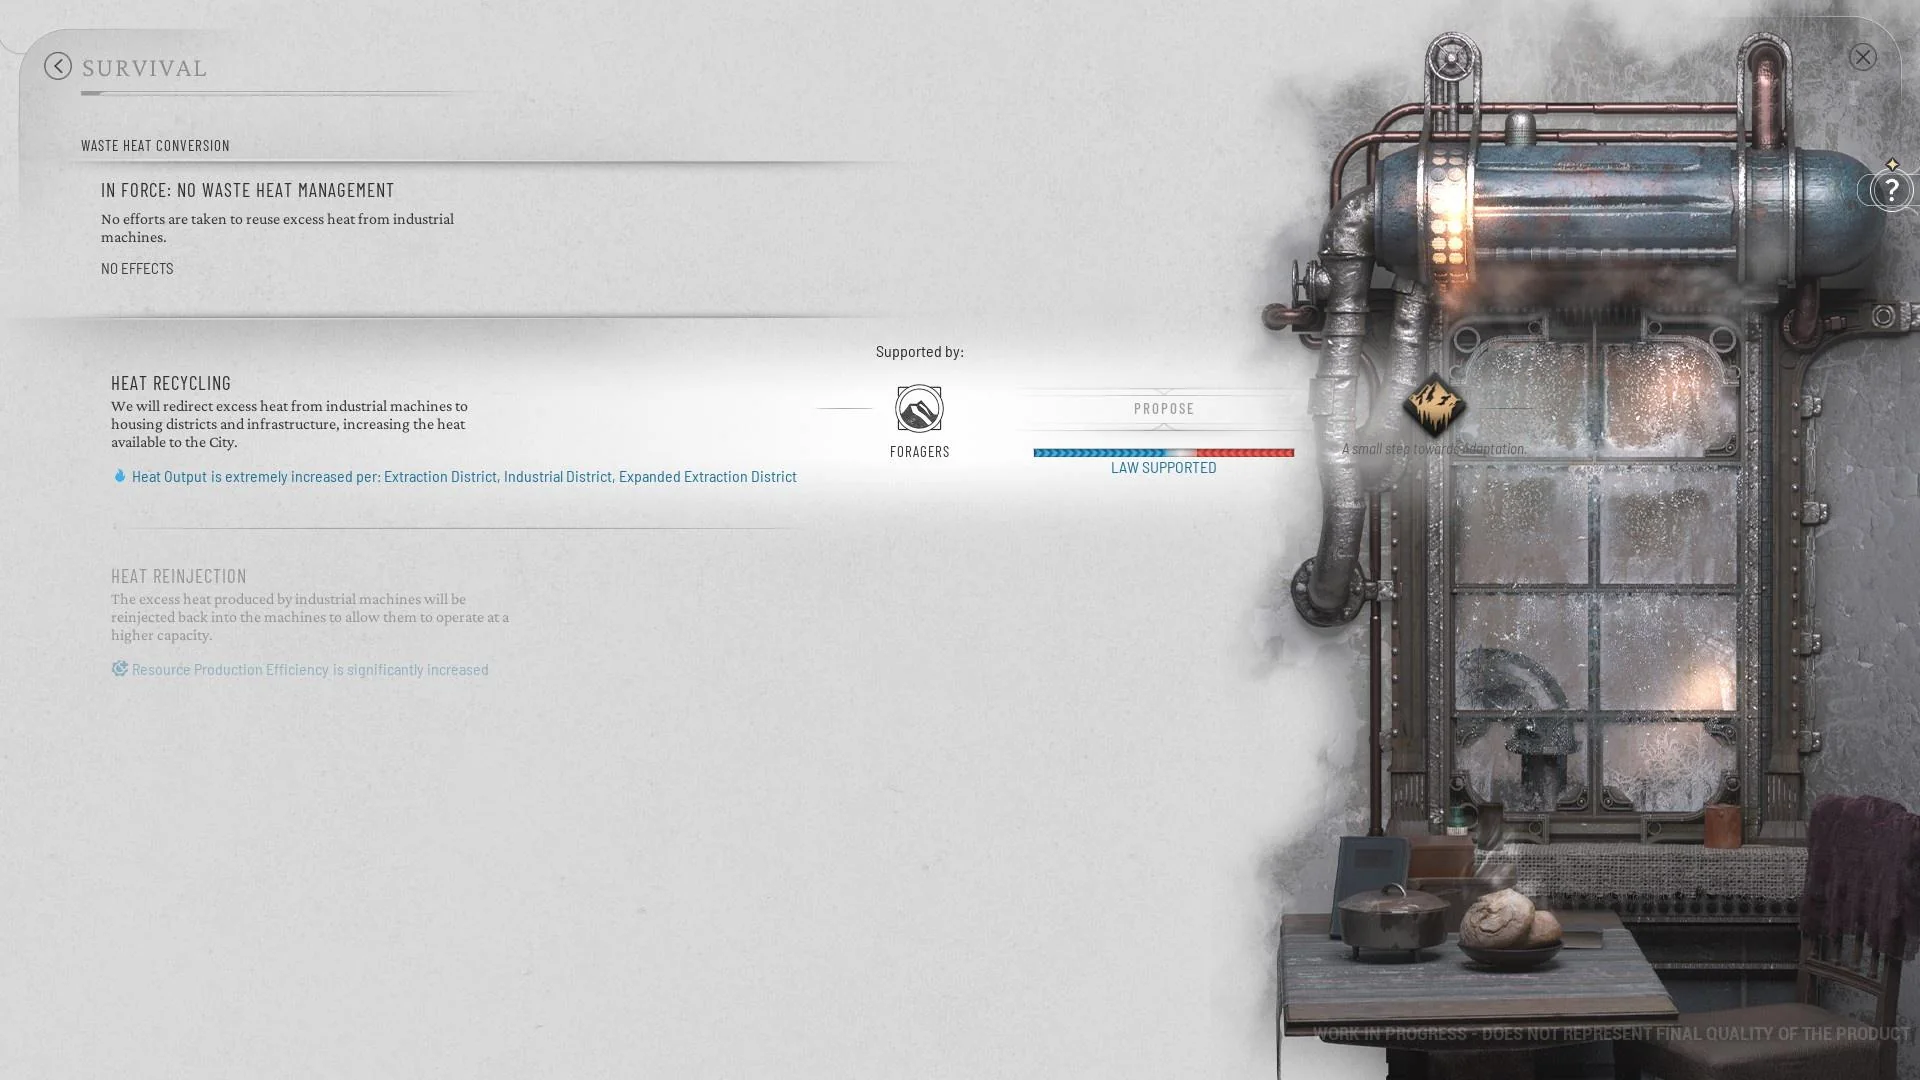 SURVIVAL
WASTE HEAT CONVERSION
IN FORCE: NO WASTE HEAT MANAGEMENT
No efforts are taken to reuse excess heat from industrial
machines.
NO EFFECTS
Supported by:
HEAT RECYCLING
We will redirect excess heat from industrial machines to
housing districts and infrastructure, increasing the heat
available to the City.
Heat Output is extremely increased per: Extraction District, Industrial District, Expanded Extraction District
FORAGERS
PROPOSE
LAW SUPPORTED
A small step towards Adaptation.
?
HEAT REINJECTION
The excess heat produced by industrial machines will be
reinjected back into the machines to allow them to operate at a
higher capacity.
Resource Production Efficiency is significantly increased
WORK IN PROGRESS - DOES NOT REPRESENT FINAL QUALITY OF THE PRODUCT